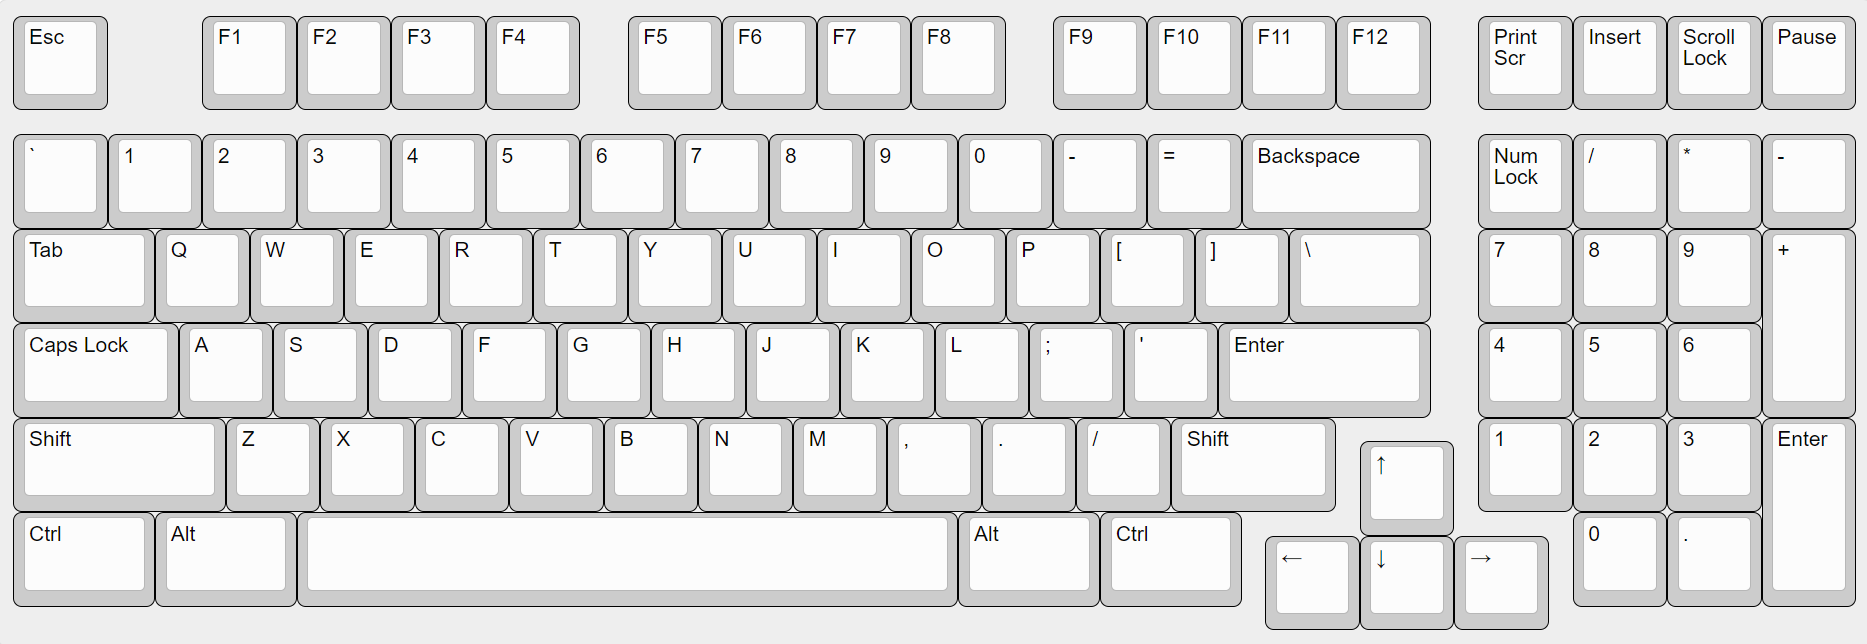 Esc F1 F2 F3 F4 F5 F6 F7 F8 F9 F10 F11 F12 Print Scr Insert Scroll Lock Pause
` 1 2 3 4 5 6 7 8 9 0 - = Backspace Num Lock / * -
Tab Q W E R T Y U I O P [ ] \ 7 8 9 +
Caps Lock A S D F G H J K L ; ' Enter 4 5 6
Shift Z X C V B N M , . / Shift ↑ 1 2 3 Enter
Ctrl Alt Alt Ctrl ← ↓ → 0 .